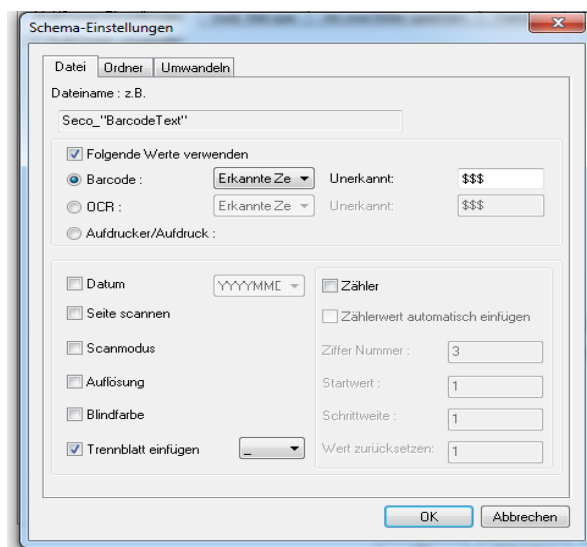 Schema-Einstellungen
Datei Ordner Umwandeln
Dateiname : z.B.
Seco_"BarcodeText"
Folgende Werte verwenden
Barcode : Erkannte Ze Unerkannt: $$$
OCR : Erkannte Ze Unerkannt: $$$
Aufdrucker/Aufdruck :
Datum YYYYMMD Zähler
Seite scannen Zählerwert automatisch einfügen
Scanmodus Ziffer Nummer : 3
Auflösung Startwert : 1
Blindfarbe Schrittweite : 1
Trennblatt einfügen _ Wert zurücksetzen: 1
OK Abbrechen